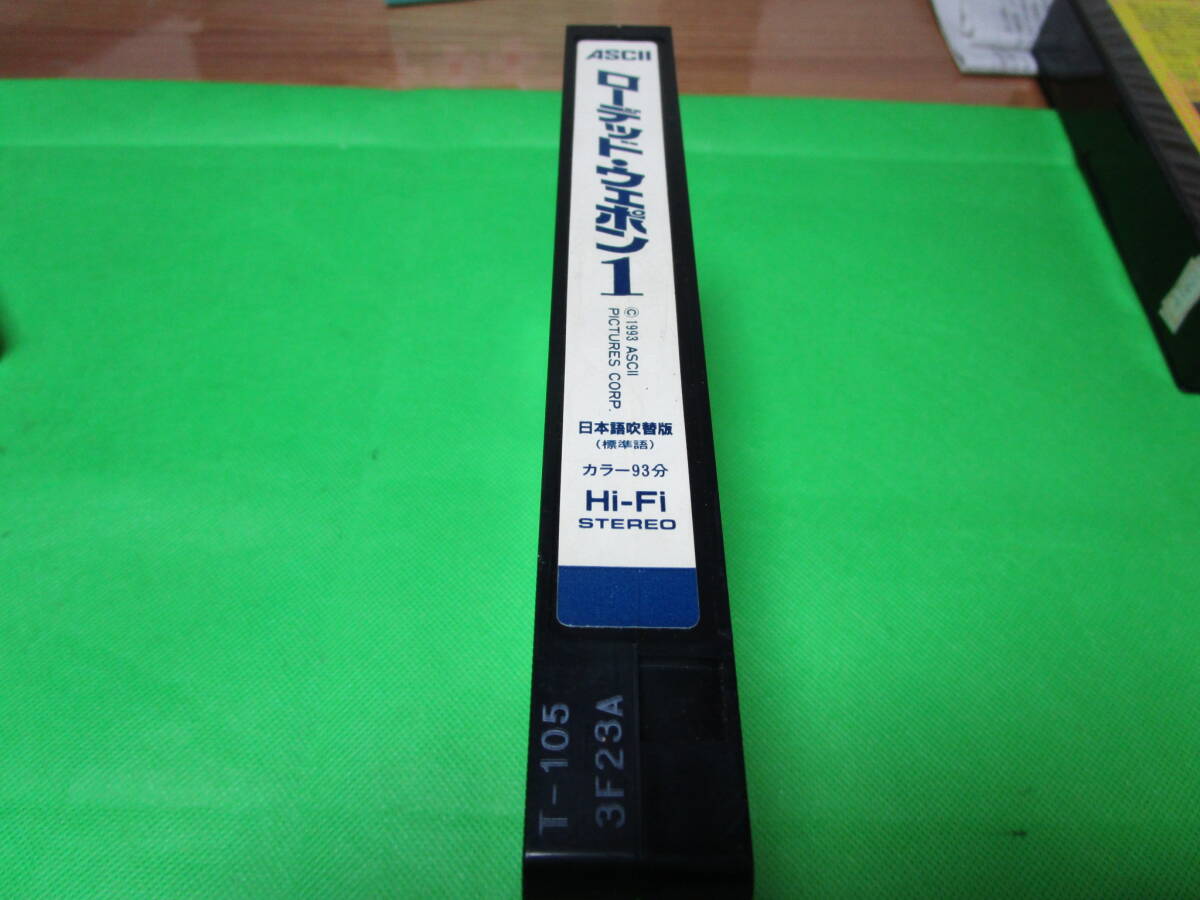 ASCII
ローデッド・ウエポン1
© 1993 ASCII
PICTURES CORP.
日本語吹替版
(標準語)
カラー93分
Hi-Fi
STEREO
T-105
3F23A